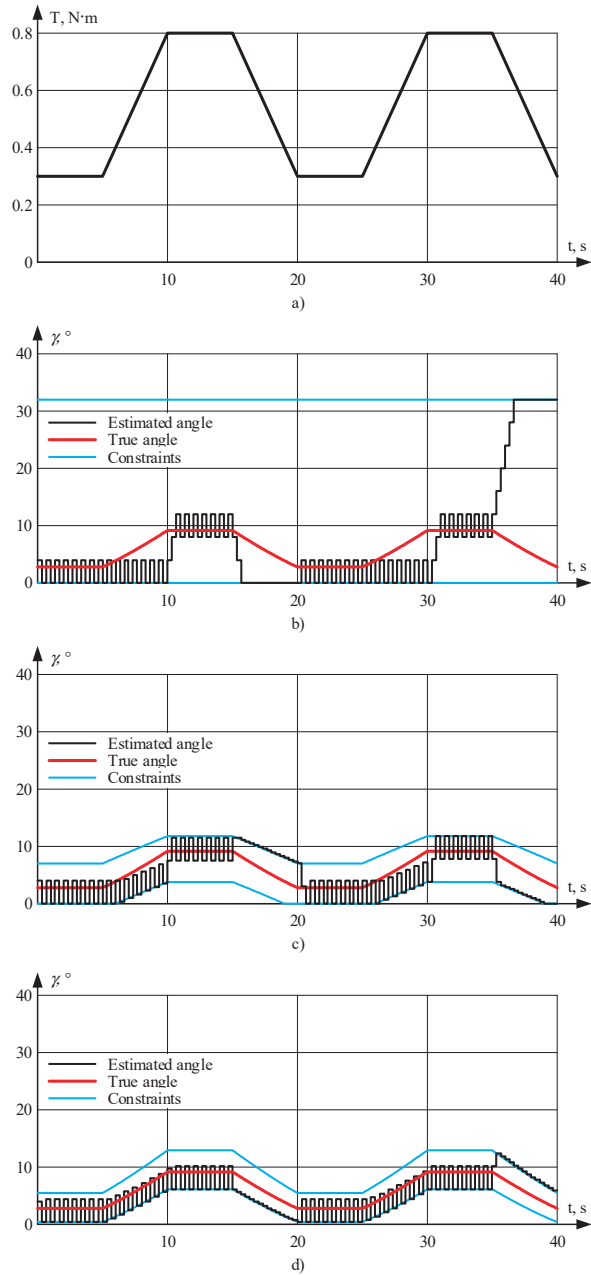 T, N·m
0.8
0.6
0.4
0.2
0
t, s
10
20
30
40
a)
γ, °
40
30
Estimated angle
True angle
Constraints
20
10
t, s
0
10
20
30
40
b)
γ, °
40
30
Estimated angle
True angle
Constraints
20
10
t, s
0
10
20
30
40
c)
γ, °
40
30
Estimated angle
True angle
Constraints
20
10
t, s
0
10
20
30
40
d)